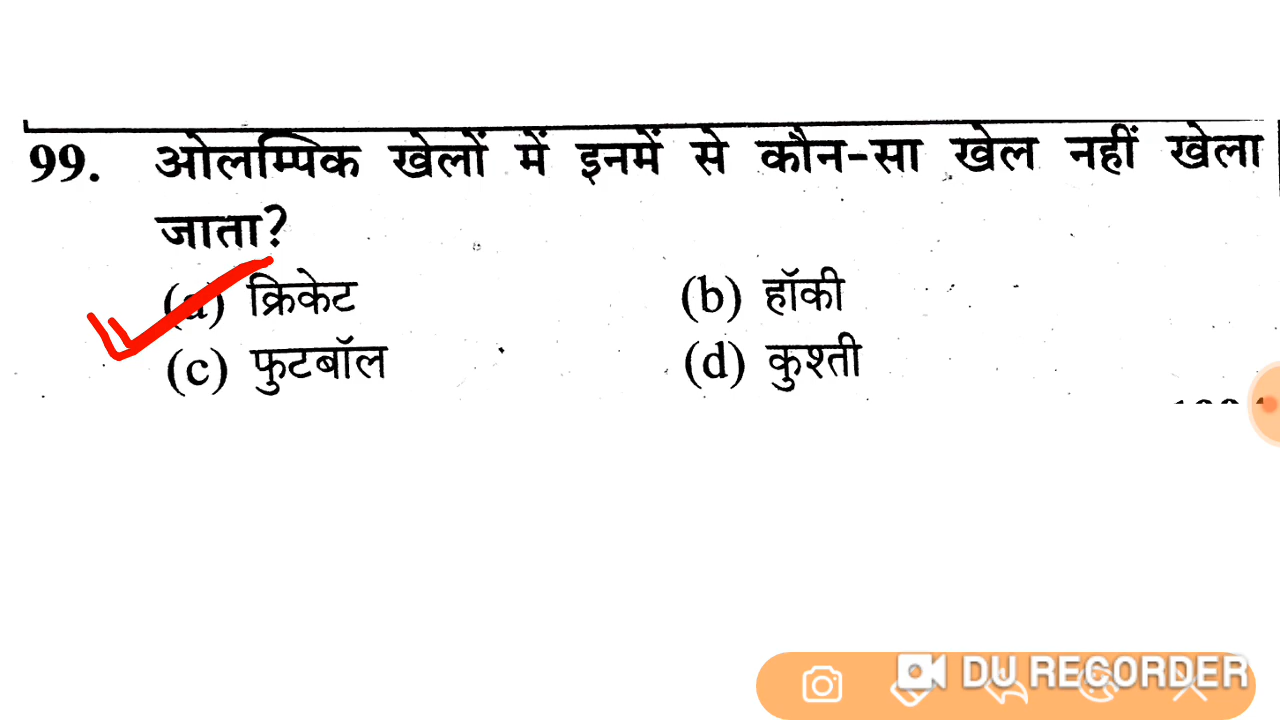 99. ओलम्पिक खेलों में इनमें से कौन-सा खेल नहीं खेला
जाता?
(a) क्रिकेट (b) हॉकी
(c) फुटबॉल (d) कुश्ती
DU RECORDER